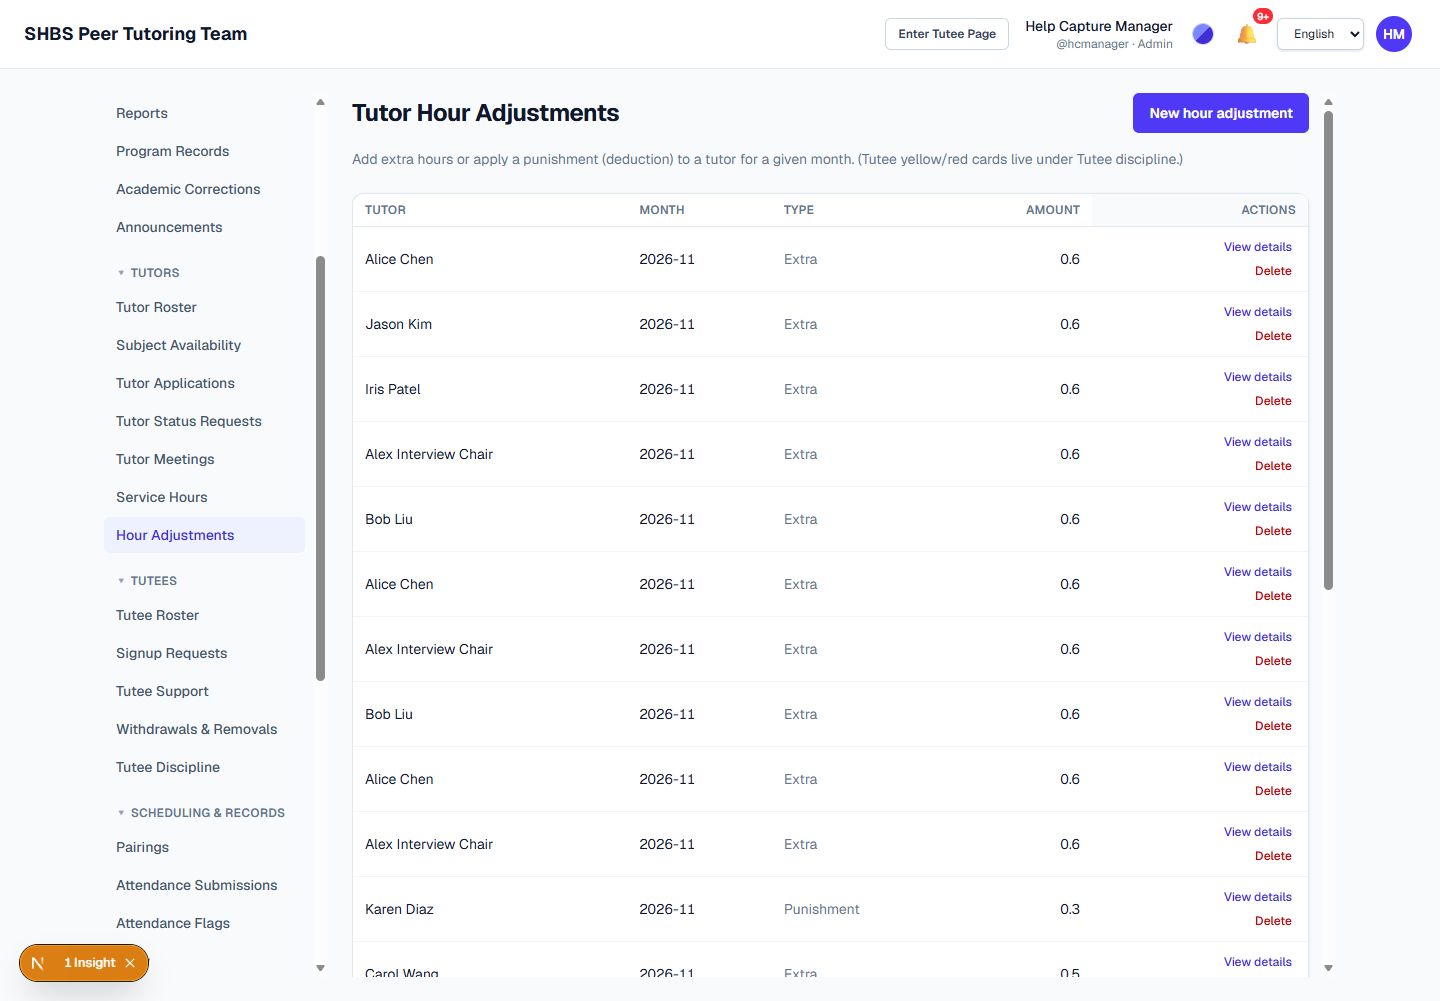 SHBS Peer Tutoring Team
Enter Tutee Page
Help Capture Manager
@hcmanager · Admin
9+
English
HM
Reports
Program Records
Academic Corrections
Announcements
TUTORS
Tutor Roster
Subject Availability
Tutor Applications
Tutor Status Requests
Tutor Meetings
Service Hours
Hour Adjustments
TUTEES
Tutee Roster
Signup Requests
Tutee Support
Withdrawals & Removals
Tutee Discipline
SCHEDULING & RECORDS
Pairings
Attendance Submissions
Attendance Flags
N 1 Insight
Tutor Hour Adjustments
New hour adjustment
Add extra hours or apply a punishment (deduction) to a tutor for a given month. (Tutee yellow/red cards live under Tutee discipline.)
TUTOR MONTH TYPE AMOUNT ACTIONS
Alice Chen 2026-11 Extra 0.6 View details
Delete
Jason Kim 2026-11 Extra 0.6 View details
Delete
Iris Patel 2026-11 Extra 0.6 View details
Delete
Alex Interview Chair 2026-11 Extra 0.6 View details
Delete
Bob Liu 2026-11 Extra 0.6 View details
Delete
Alice Chen 2026-11 Extra 0.6 View details
Delete
Alex Interview Chair 2026-11 Extra 0.6 View details
Delete
Bob Liu 2026-11 Extra 0.6 View details
Delete
Alice Chen 2026-11 Extra 0.6 View details
Delete
Alex Interview Chair 2026-11 Extra 0.6 View details
Delete
Karen Diaz 2026-11 Punishment 0.3 View details
Delete
Carol Wang 2026-11 Extra 0.5 View details